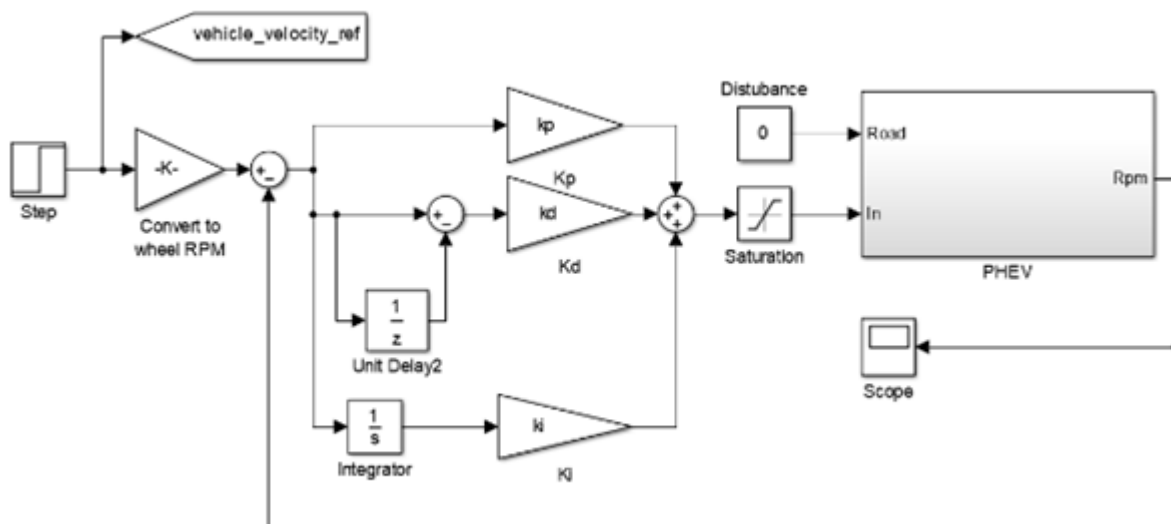 vehicle_velocity_ref
Step
-K-
Convert to
wheel RPM
+
-
kp
Kp
+
-
kd
Kd
1
z
Unit Delay2
1
s
Integrator
ki
Ki
+
+
+
Distubance
0
Saturation
Road
In
Rpm
PHEV
Scope